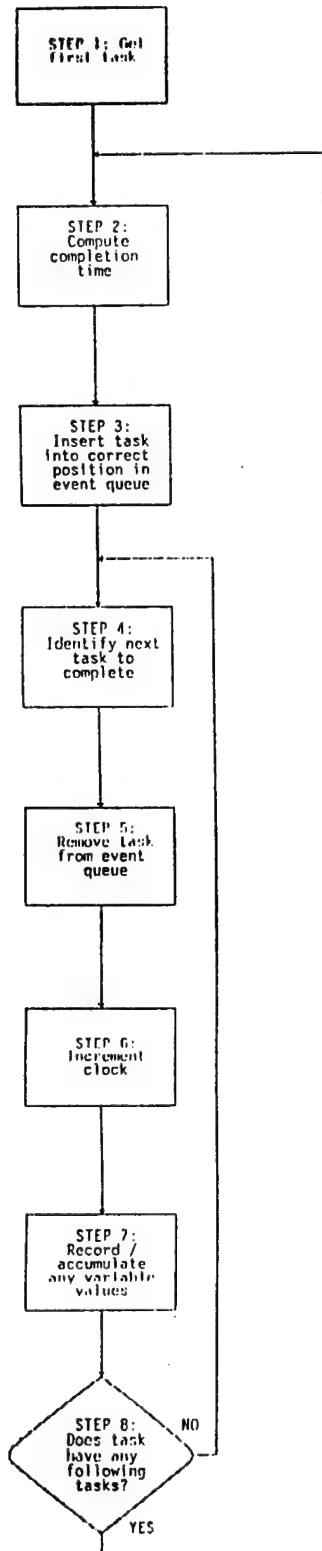 STEP 1: Get
first task
STEP 2:
Compute
completion
time
STEP 3:
Insert task
into correct
position in
event queue
STEP 4:
Identify next
task to
complete
STEP 5:
Remove task
from event
queue
STEP 6:
Increment
clock
STEP 7:
Record /
accumulate
any variable
values
STEP 8:
Does task
have any
following
tasks?
NO
YES